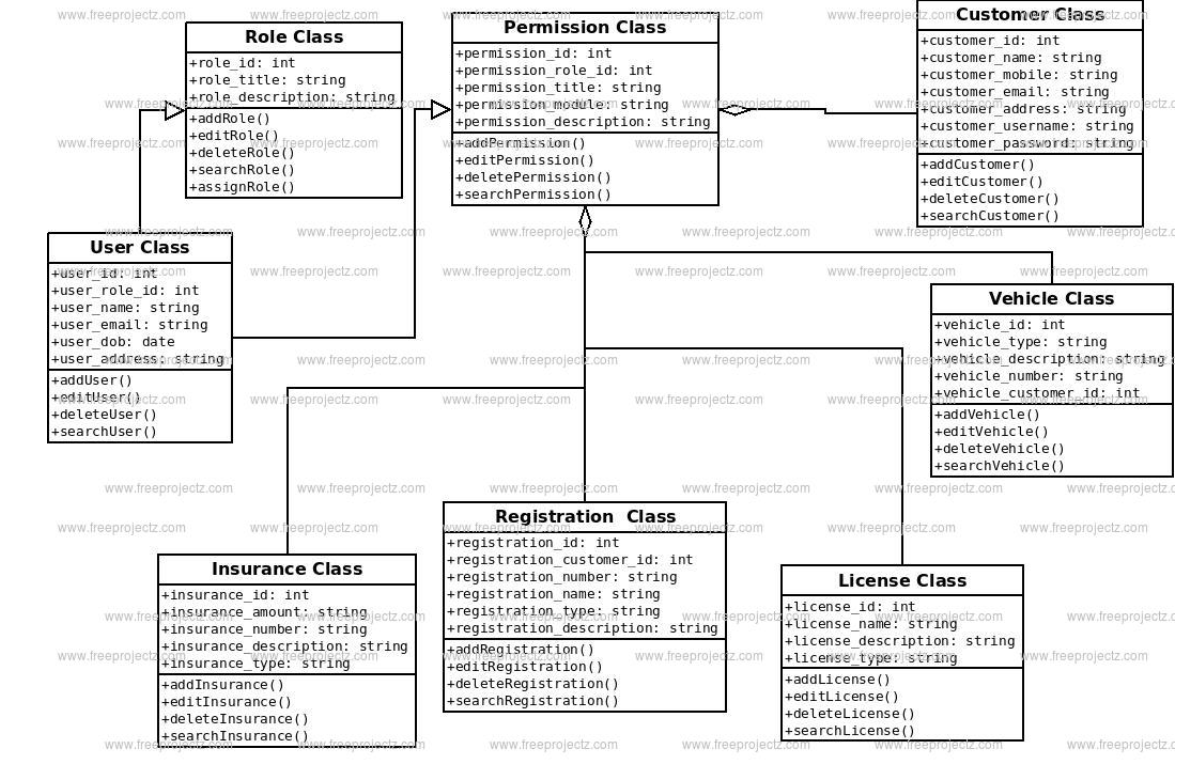 Role Class
+role_id: int
+role_title: string
+role_description: string
+addRole()
+editRole()
+deleteRole()
+searchRole()
+assignRole()
Permission Class
+permission_id: int
+permission_role_id: int
+permission_title: string
+permission_module: string
+permission_description: string
+addPermission()
+editPermission()
+deletePermission()
+searchPermission()
Customer Class
+customer_id: int
+customer_name: string
+customer_mobile: string
+customer_email: string
+customer_address: string
+customer_username: string
+customer_password: string
+addCustomer()
+editCustomer()
+deleteCustomer()
+searchCustomer()
User Class
+user_id: int
+user_role_id: int
+user_name: string
+user_email: string
+user_dob: date
+user_address: string
+addUser()
+editUser()
+deleteUser()
+searchUser()
Vehicle Class
+vehicle_id: int
+vehicle_type: string
+vehicle_description: string
+vehicle_number: string
+vehicle_customer_id: int
+addVehicle()
+editVehicle()
+deleteVehicle()
+searchVehicle()
Insurance Class
+insurance_id: int
+insurance_amount: string
+insurance_number: string
+insurance_description: string
+insurance_type: string
+addInsurance()
+editInsurance()
+deleteInsurance()
+searchInsurance()
Registration Class
+registration_id: int
+registration_customer_id: int
+registration_number: string
+registration_name: string
+registration_type: string
+registration_description: string
+addRegistration()
+editRegistration()
+deleteRegistration()
+searchRegistration()
License Class
+license_id: int
+license_name: string
+license_description: string
+license_type: string
+addLicense()
+editLicense()
+deleteLicense()
+searchLicense()
www.freeprojectz.com